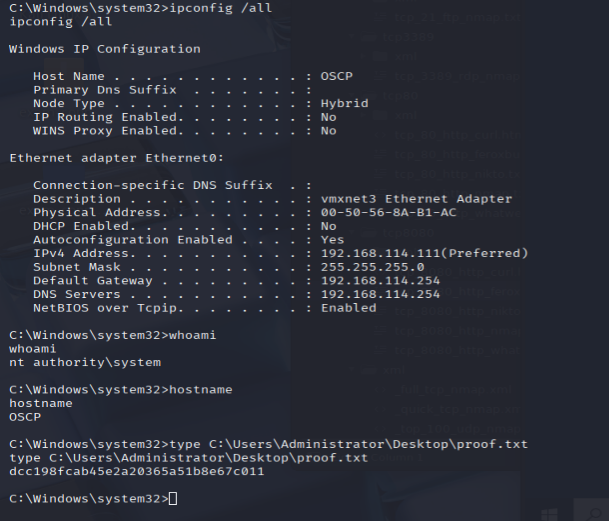 C:\Windows\system32>ipconfig /all
ipconfig /all
Windows IP Configuration
Host Name . . . . . . . . . . . . : OSCP
Primary Dns Suffix  . . . . . . . :
Node Type . . . . . . . . . . . . : Hybrid
IP Routing Enabled. . . . . . . . : No
WINS Proxy Enabled. . . . . . . . : No
Ethernet adapter Ethernet0:
Connection-specific DNS Suffix  . :
Description . . . . . . . . . . . : vmxnet3 Ethernet Adapter
Physical Address. . . . . . . . . : 00-50-56-8A-B1-AC
DHCP Enabled. . . . . . . . . . . : No
Autoconfiguration Enabled . . . . : Yes
IPv4 Address. . . . . . . . . . . : 192.168.114.111(Preferred)
Subnet Mask . . . . . . . . . . . : 255.255.255.0
Default Gateway . . . . . . . . . : 192.168.114.254
DNS Servers . . . . . . . . . . . : 192.168.114.254
NetBIOS over Tcpip. . . . . . . . : Enabled
C:\Windows\system32>whoami
whoami
nt authority\system
C:\Windows\system32>hostname
hostname
OSCP
C:\Windows\system32>type C:\Users\Administrator\Desktop\proof.txt
type C:\Users\Administrator\Desktop\proof.txt
dcc198fcab45e2a20365a51b8e67c011
C:\Windows\system32>